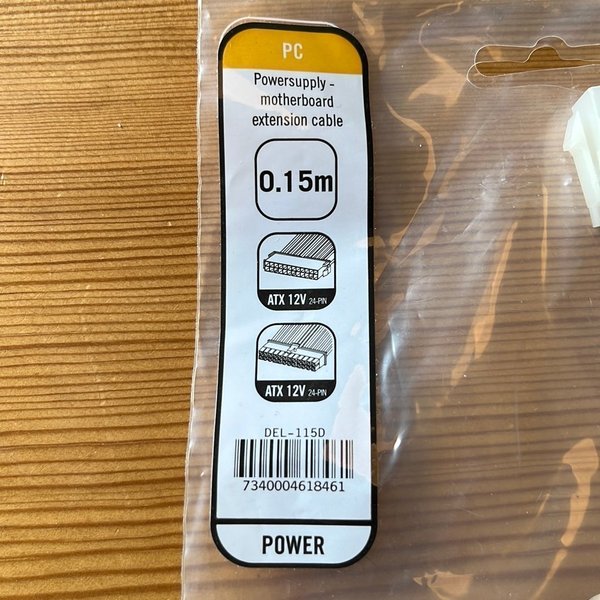 PC
Powersupply -
motherboard
extension cable
0.15m
ATX 12V 24-PIN
ATX 12V 24-PIN
DEL-115D
7340004618461
POWER